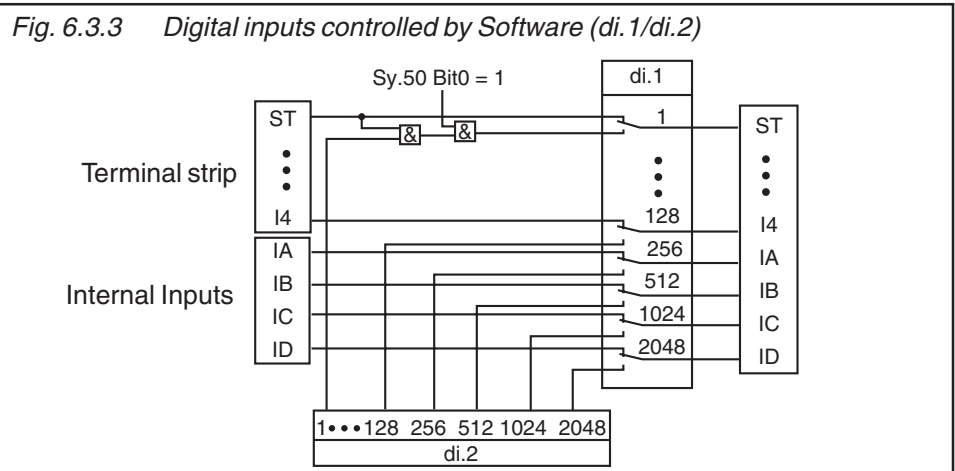 Fig. 6.3.3 Digital inputs controlled by Software (di.1/di.2)
Sy.50 Bit0 = 1
di.1
ST
&
&
1
ST
Terminal strip
I4
128
I4
IA
256
IA
Internal Inputs
IB
512
IB
IC
1024
IC
ID
2048
ID
1•••128 256 512 1024 2048
di.2